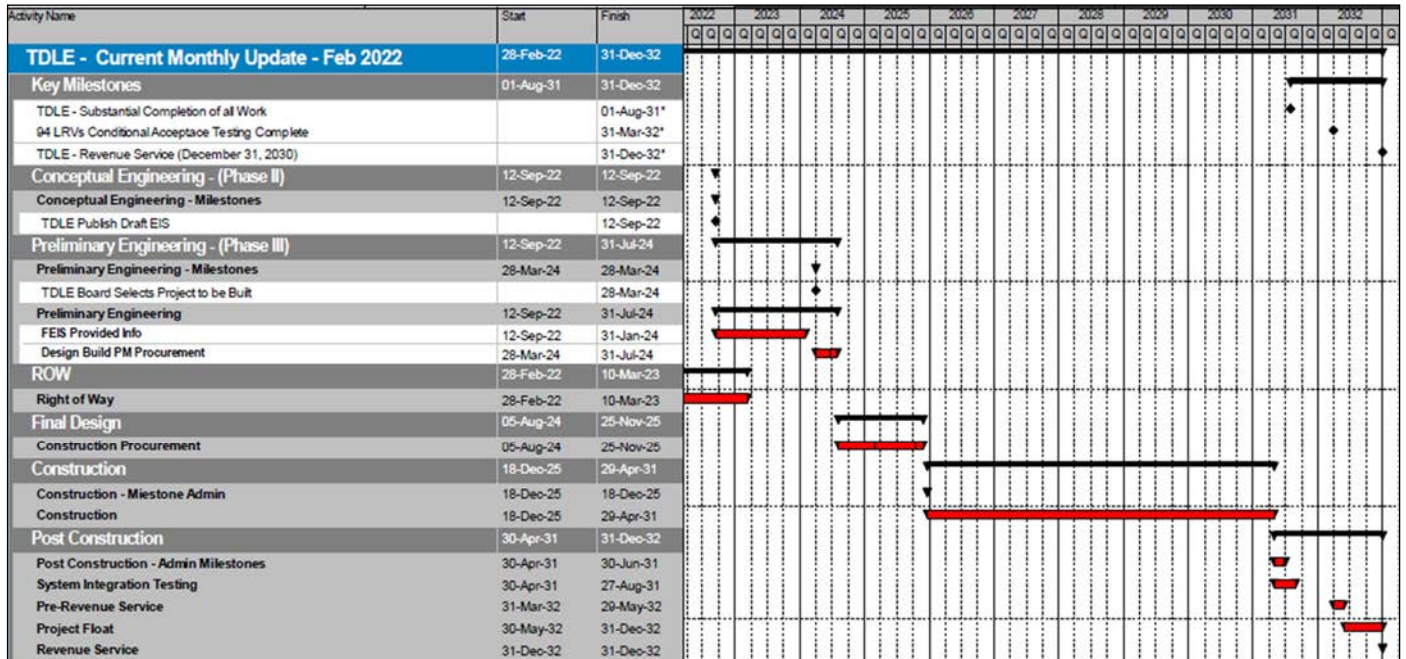 Activity Name Start Finish 2022 2023 2024 2025 2026 2027 2028 2029 2030 2031 2032
Q Q Q Q Q Q Q Q Q Q Q Q Q Q Q Q Q Q Q Q Q Q Q Q Q Q Q Q Q Q Q Q Q Q Q Q Q Q Q Q Q Q Q
TDLE - Current Monthly Update - Feb 2022 28-Feb-22 31-Dec-32
Key Milestones 01-Aug-31 31-Dec-32
TDLE - Substantial Completion of all Work 01-Aug-31*
94 LRVs Conditional Acceptace Testing Complete 31-Mar-32*
TDLE - Revenue Service (December 31, 2030) 31-Dec-32*
Conceptual Engineering - (Phase II) 12-Sep-22 12-Sep-22
Conceptual Engineering - Milestones 12-Sep-22 12-Sep-22
TDLE Publish Draft EIS 12-Sep-22
Preliminary Engineering - (Phase III) 12-Sep-22 31-Jul-24
Preliminary Engineering - Milestones 28-Mar-24 28-Mar-24
TDLE Board Selects Project to be Built 28-Mar-24
Preliminary Engineering 12-Sep-22 31-Jul-24
FEIS Provided Info 12-Sep-22 31-Jan-24
Design Build PM Procurement 28-Mar-24 31-Jul-24
ROW 28-Feb-22 10-Mar-23
Right of Way 28-Feb-22 10-Mar-23
Final Design 05-Aug-24 25-Nov-25
Construction Procurement 05-Aug-24 25-Nov-25
Construction 18-Dec-25 29-Apr-31
Construction - Miestone Admin 18-Dec-25 18-Dec-25
Construction 18-Dec-25 29-Apr-31
Post Construction 30-Apr-31 31-Dec-32
Post Construction - Admin Milestones 30-Apr-31 30-Jun-31
System Integration Testing 30-Apr-31 27-Aug-31
Pre-Revenue Service 31-Mar-32 29-May-32
Project Float 30-May-32 31-Dec-32
Revenue Service 31-Dec-32 31-Dec-32